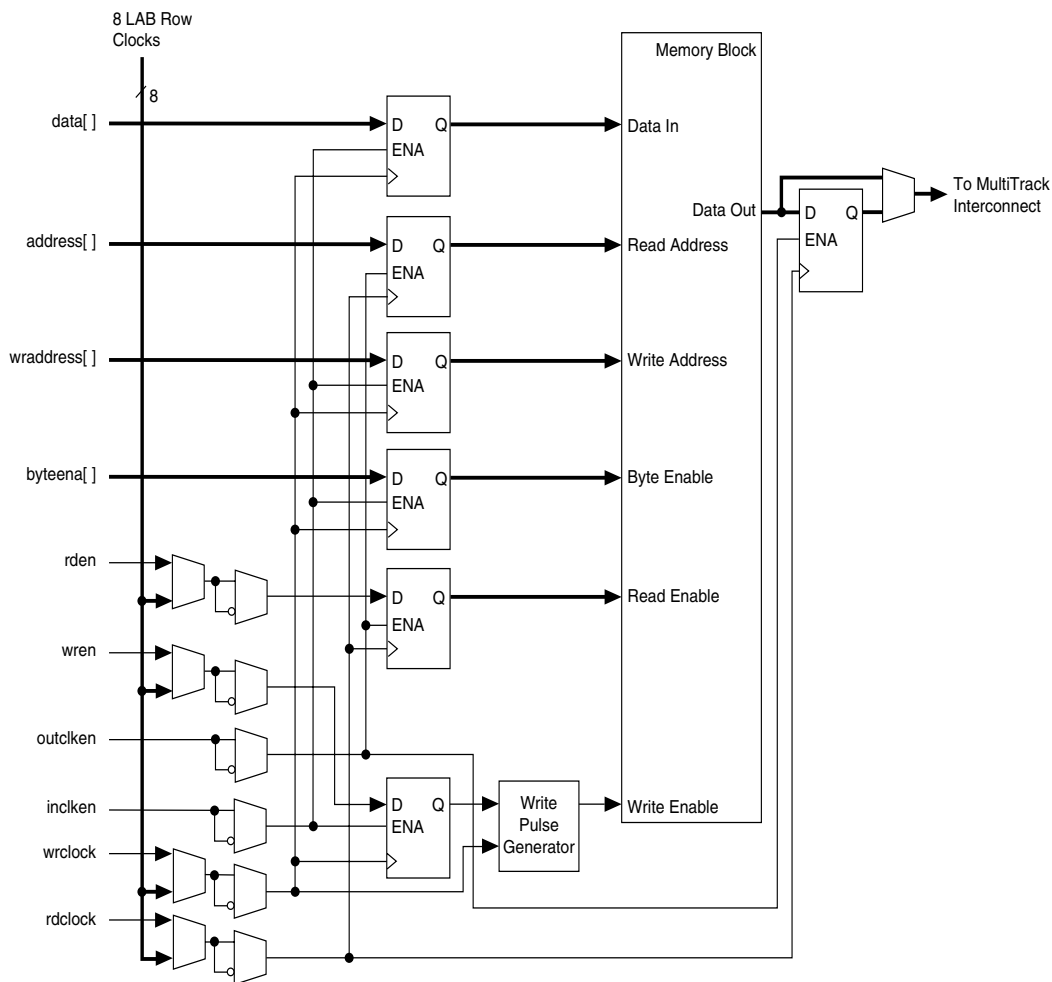 8 LAB Row
Clocks
8
Memory Block
data[ ]
D Q
ENA
Data In
To MultiTrack
Interconnect
Data Out
D Q
ENA
address[ ]
D Q
ENA
Read Address
wraddress[ ]
D Q
ENA
Write Address
byteena[ ]
D Q
ENA
Byte Enable
rden
D Q
ENA
Read Enable
wren
outclken
inclken
D Q
ENA
Write
Pulse
Generator
Write Enable
wrclock
rdclock